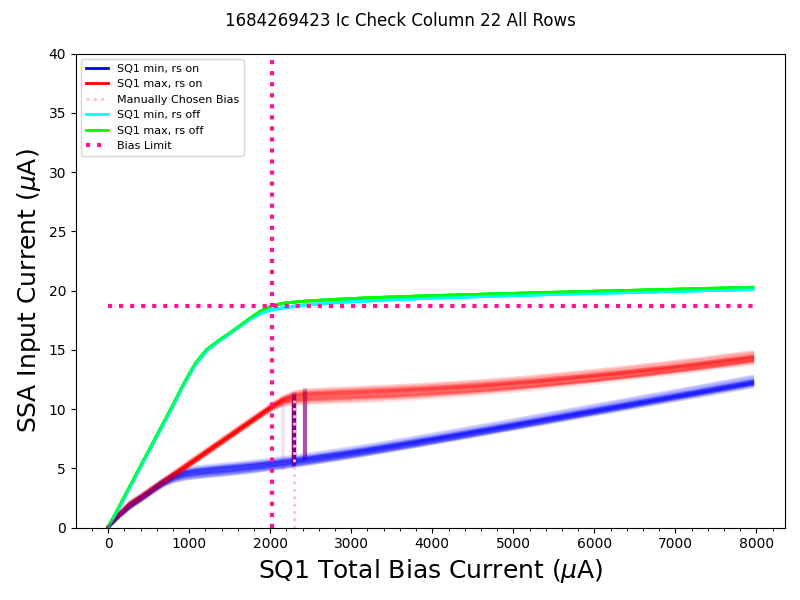 1684269423 Ic Check Column 22 All Rows
40
35
30
25
20
15
10
5
0
SSA Input Current (μA)
SQ1 min, rs on
SQ1 max, rs on
Manually Chosen Bias
SQ1 min, rs off
SQ1 max, rs off
Bias Limit
0 1000 2000 3000 4000 5000 6000 7000 8000
SQ1 Total Bias Current (μA)